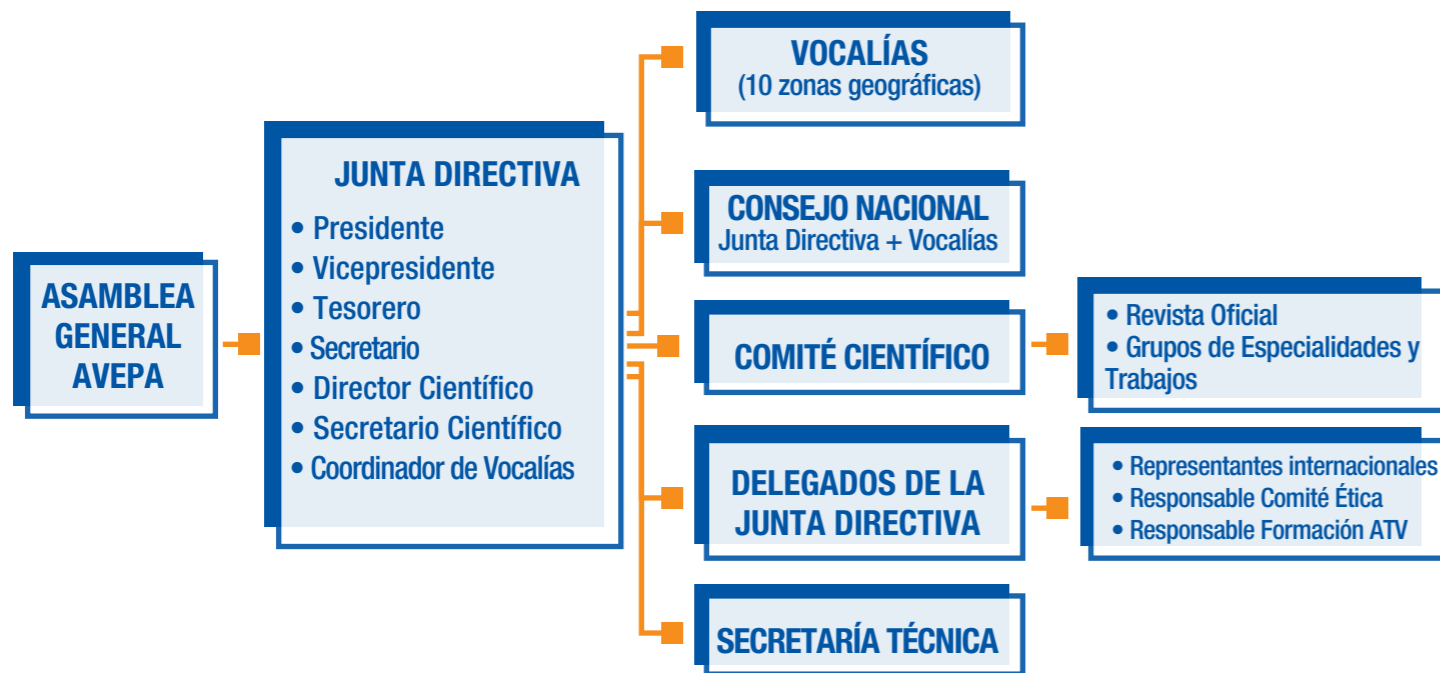 ASAMBLEA
GENERAL
AVEPA
JUNTA DIRECTIVA
• Presidente
• Vicepresidente
• Tesorero
• Secretario
• Director Científico
• Secretario Científico
• Coordinador de Vocalías
VOCALÍAS
(10 zonas geográficas)
CONSEJO NACIONAL
Junta Directiva + Vocalías
COMITÉ CIENTÍFICO
• Revista Oficial
• Grupos de Especialidades y
Trabajos
DELEGADOS DE LA
JUNTA DIRECTIVA
• Representantes internacionales
• Responsable Comité Ética
• Responsable Formación ATV
SECRETARÍA TÉCNICA